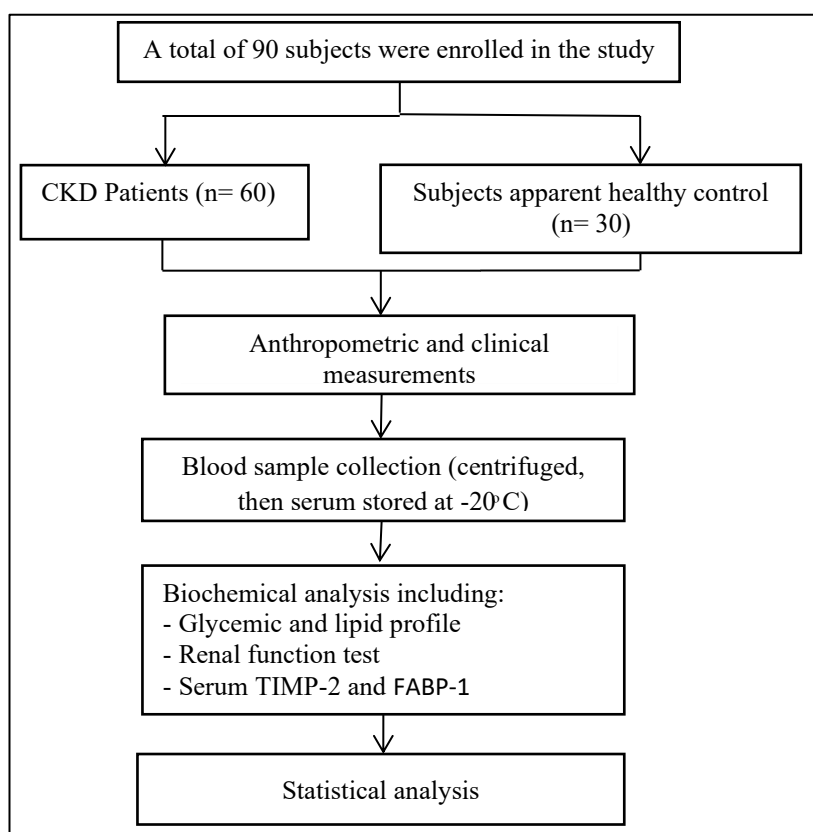 A total of 90 subjects were enrolled in the study
CKD Patients (n= 60)
Subjects apparent healthy control
(n= 30)
Anthropometric and clinical
measurements
Blood sample collection (centrifuged,
then serum stored at -20°C)
Biochemical analysis including:
- Glycemic and lipid profile
- Renal function test
- Serum TIMP-2 and FABP-1
Statistical analysis